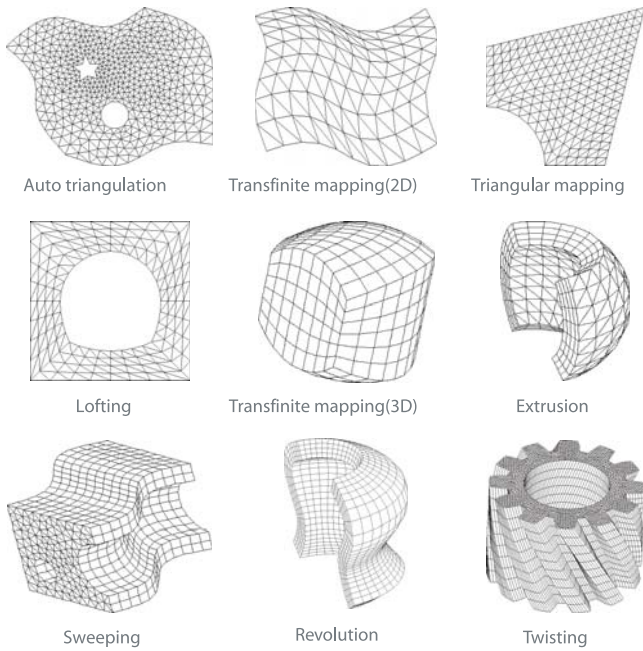 Auto triangulation
Transfinite mapping(2D)
Triangular mapping
Lofting
Transfinite mapping(3D)
Extrusion
Sweeping
Revolution
Twisting